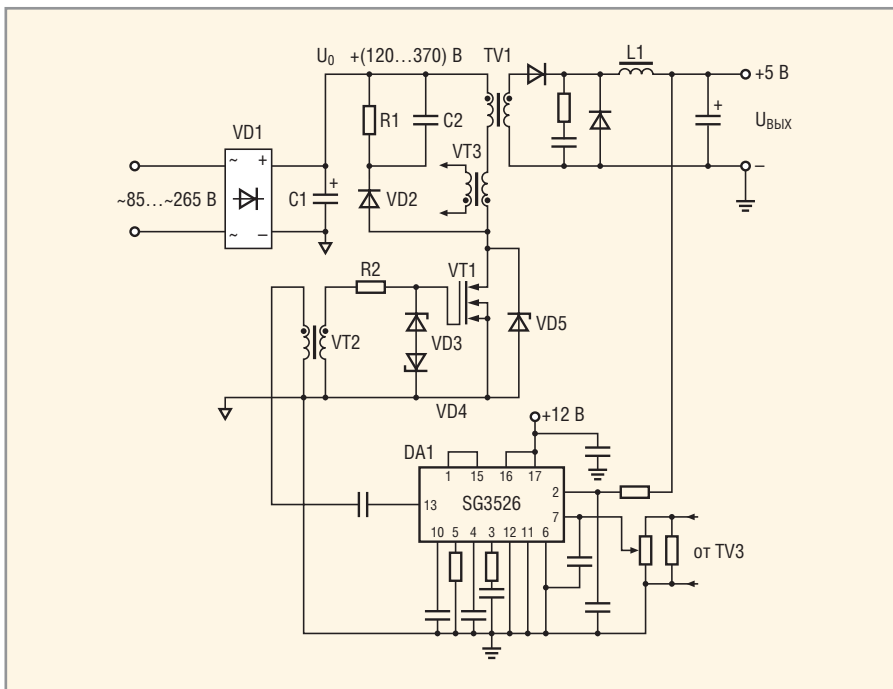 U₀ +(120...370) В TV1
L1
+5 В
R1
C2
UВЫХ
VD1
~ +
~ –
C1
+
VT3
VD2
+
–
~85...~265 В
R2
VT1
VT2
VD3
VD5
VD4
+12 В
DA1
1 15 16 17
SG3526
2
7
13
10 5 4 3 12 11 6
от TV3